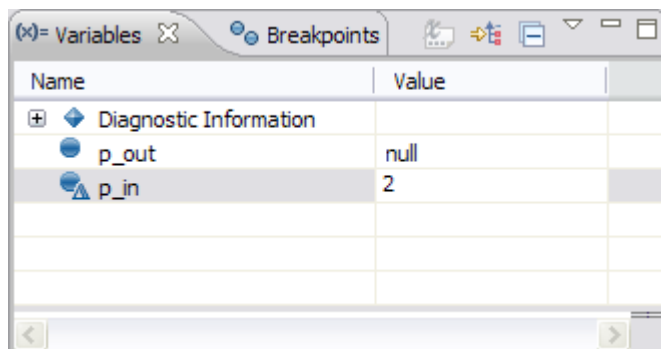 (x)= Variables Breakpoints
Name Value
Diagnostic Information
p_out null
p_in 2